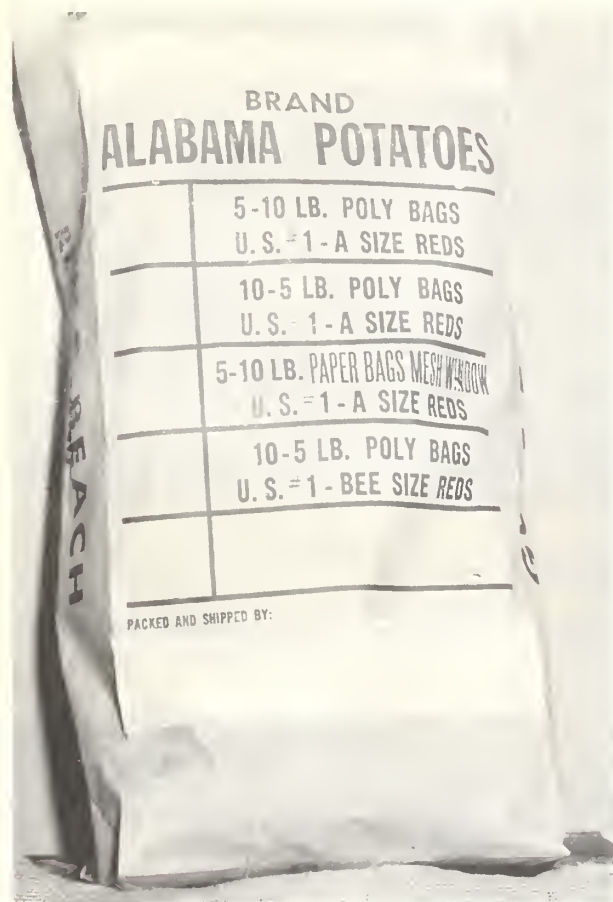 BRAND
ALABAMA POTATOES
5-10 LB. POLY BAGS
U. S. #1 - A SIZE REDS
10-5 LB. POLY BAGS
U. S. 1 - A SIZE REDS
5-10 LB. PAPER BAGS MESH WINDOW
U. S. #1 - A SIZE REDS
10-5 LB. POLY BAGS
U. S. #1 - BEE SIZE REDS
PACKED AND SHIPPED BY:
EACH